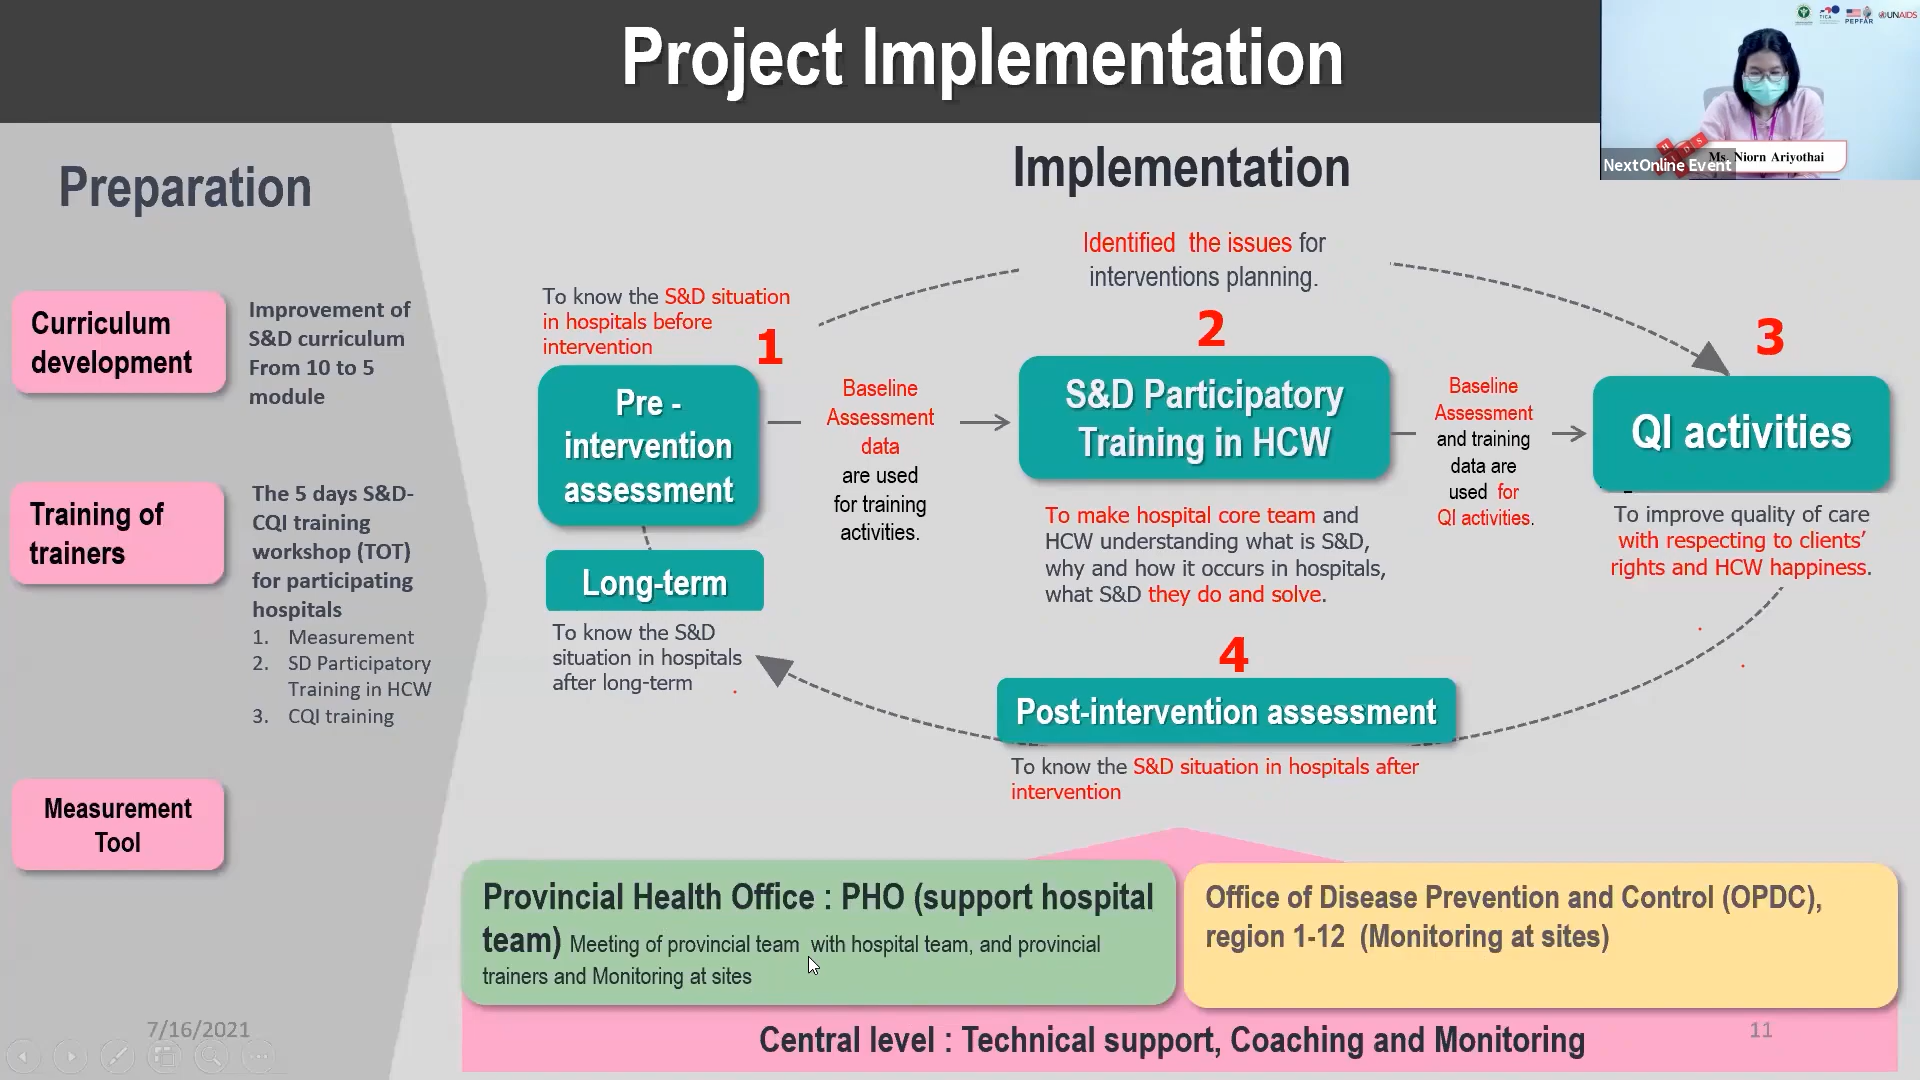 Project Implementation
TICA
PEPFAR
UNAIDS
Ms. Niorn Ariyothai
NextOnline Event
Preparation
Curriculum
development
Improvement of
S&D curriculum
From 10 to 5
module
Training of
trainers
The 5 days S&D-
CQI training
workshop (TOT)
for participating
hospitals
1. Measurement
2. SD Participatory
Training in HCW
3. CQI training
Measurement
Tool
7/16/2021
Implementation
Identified the issues for
interventions planning.
To know the S&D situation
in hospitals before
intervention
1
Pre -
intervention
assessment
Baseline
Assessment
data
are used
for training
activities.
2
S&D Participatory
Training in HCW
To make hospital core team and
HCW understanding what is S&D,
why and how it occurs in hospitals,
what S&D they do and solve.
Baseline
Assessment
and training
data are
used for
QI activities.
3
QI activities
To improve quality of care
with respecting to clients’
rights and HCW happiness.
Long-term
To know the S&D
situation in hospitals
after long-term
4
Post-intervention assessment
To know the S&D situation in hospitals after
intervention
Provincial Health Office : PHO (support hospital
team) Meeting of provincial team with hospital team, and provincial
trainers and Monitoring at sites
Office of Disease Prevention and Control (OPDC),
region 1-12 (Monitoring at sites)
Central level : Technical support, Coaching and Monitoring
11